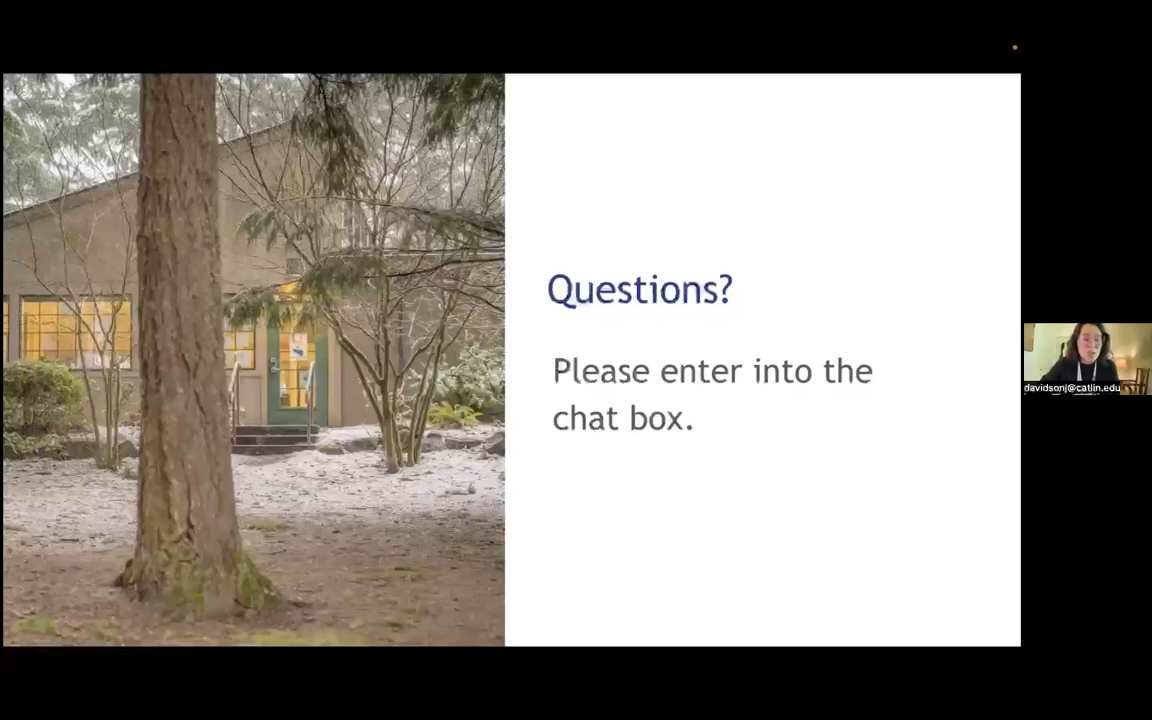 Questions?
Please enter into the
chat box.
davidsonj@catlin.edu